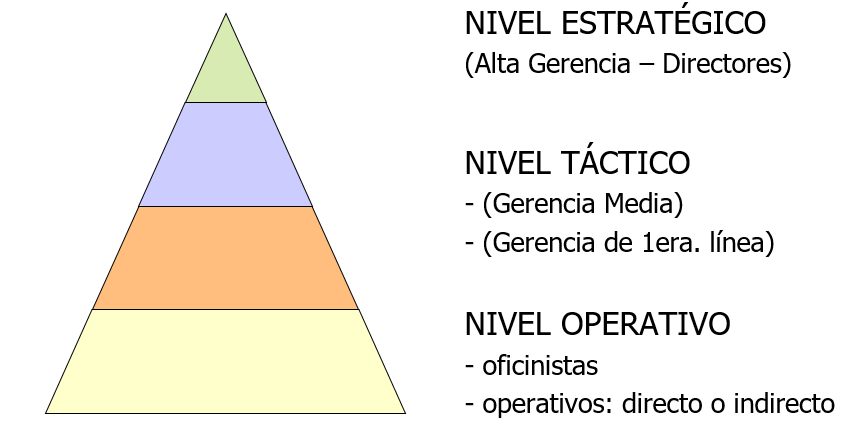 NIVEL ESTRATÉGICO
(Alta Gerencia – Directores)
NIVEL TÁCTICO
- (Gerencia Media)
- (Gerencia de 1era. línea)
NIVEL OPERATIVO
- oficinistas
- operativos: directo o indirecto